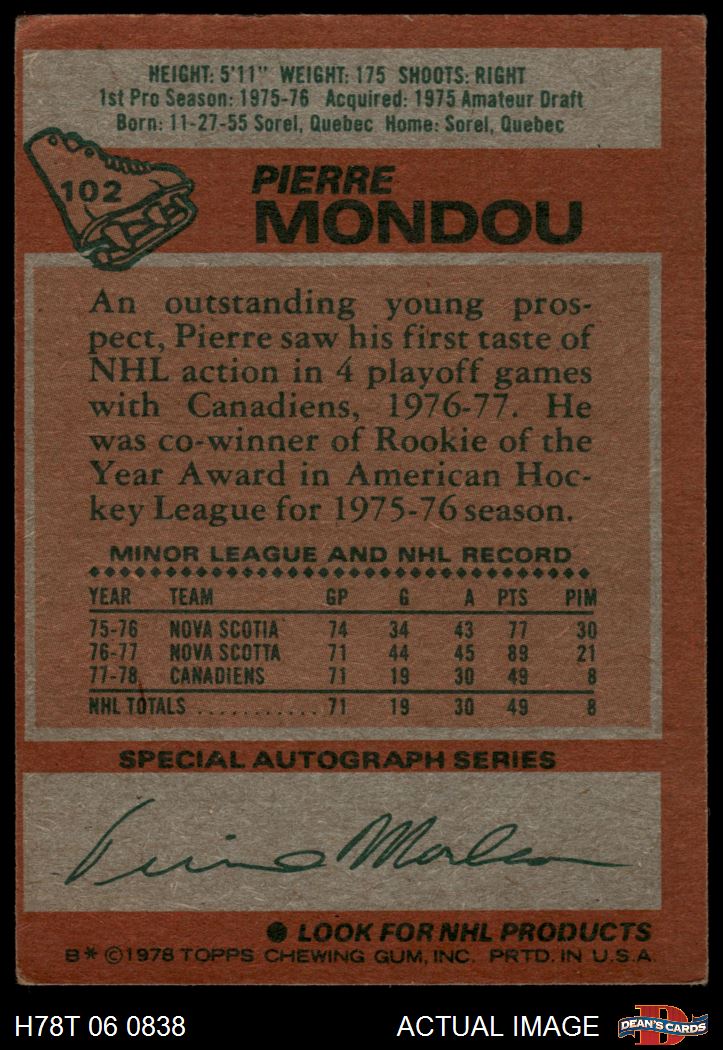 HEIGHT: 5'11" WEIGHT: 175 SHOOTS: RIGHT
1st Pro Season: 1975-76 Acquired: 1975 Amateur Draft
Born: 11-27-55 Sorel, Quebec Home: Sorel, Quebec
102
PIERRE
MONDOU
An outstanding young pros-
pect, Pierre saw his first taste of
NHL action in 4 playoff games
with Canadiens, 1976-77. He
was co-winner of Rookie of the
Year Award in American Hoc-
key League for 1975-76 season.
MINOR LEAGUE AND NHL RECORD
YEAR TEAM GP G A PTS PIM
75-76 NOVA SCOTIA 74 34 43 77 30
76-77 NOVA SCOTTA 71 44 45 89 21
77-78 CANADIENS 71 19 30 49 8
NHL TOTALS ........... 71 19 30 49 8
SPECIAL AUTOGRAPH SERIES
Pierre Mondou
LOOK FOR NHL PRODUCTS
B* ©1978 TOPPS CHEWING GUM, INC. PRTD. IN U.S.A.
H78T 06 0838
ACTUAL IMAGE
D
DEAN'S CARDS